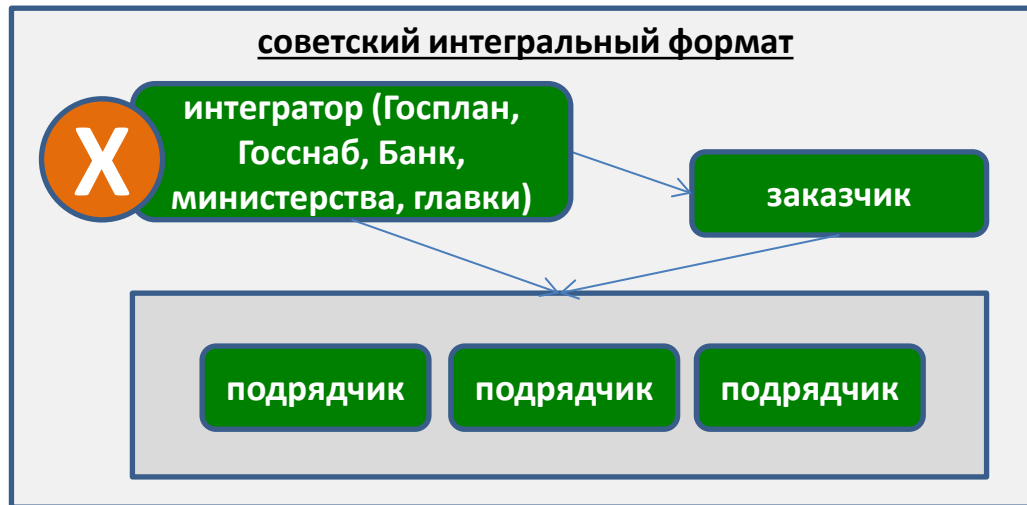 советский интегральный формат
X
интегратор (Госплан,
Госснаб, Банк,
министерства, главки)
заказчик
подрядчик
подрядчик
подрядчик